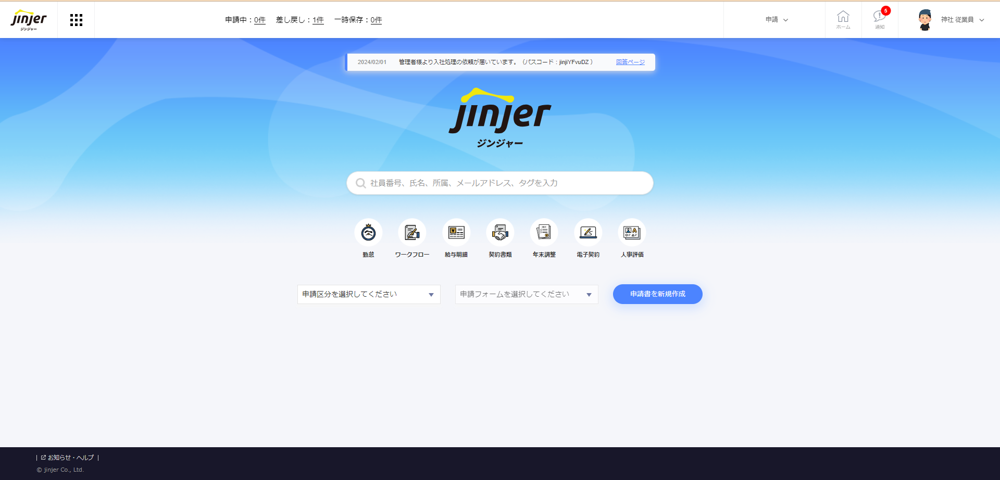 jinjer
ジンジャー
申請中：0件 差し戻し：1件 一時保存：0件
申請
ホーム
5
通知
神社 従業員
2024/02/01 管理者様より入社処理の依頼が届いています。（パスコード：jinjiYFvuDZ ） 回答ページ
jinjer
ジンジャー
社員番号、氏名、所属、メールアドレス、タグを入力
勤怠 ワークフロー 給与明細 契約書類 年末調整 電子契約 人事評価
申請区分を選択してください 申請フォームを選択してください 申請書を新規作成
| お知らせ・ヘルプ |
© jinjer Co., Ltd.